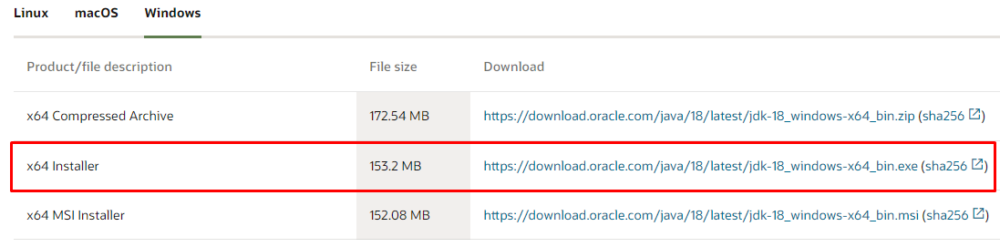 Linux macOS Windows
Product/file description File size Download
x64 Compressed Archive 172.54 MB https://download.oracle.com/java/18/latest/jdk-18_windows-x64_bin.zip (sha256)
x64 Installer 153.2 MB https://download.oracle.com/java/18/latest/jdk-18_windows-x64_bin.exe (sha256)
x64 MSI Installer 152.08 MB https://download.oracle.com/java/18/latest/jdk-18_windows-x64_bin.msi (sha256)